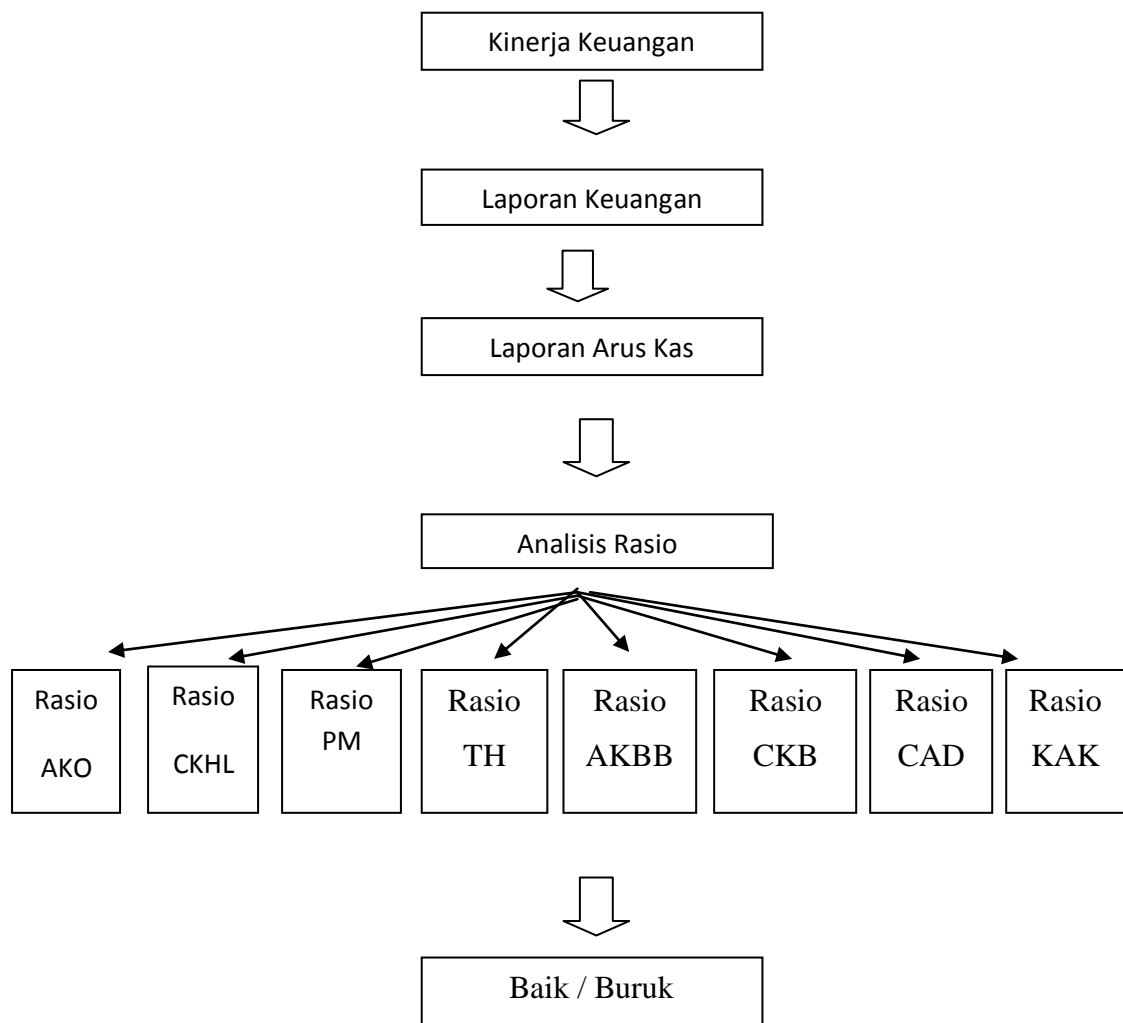 Kinerja Keuangan
Laporan Keuangan
Laporan Arus Kas
Analisis Rasio
Rasio
AKO
Rasio
CKHL
Rasio
PM
Rasio
TH
Rasio
AKBB
Rasio
CKB
Rasio
CAD
Rasio
KAK
Baik / Buruk